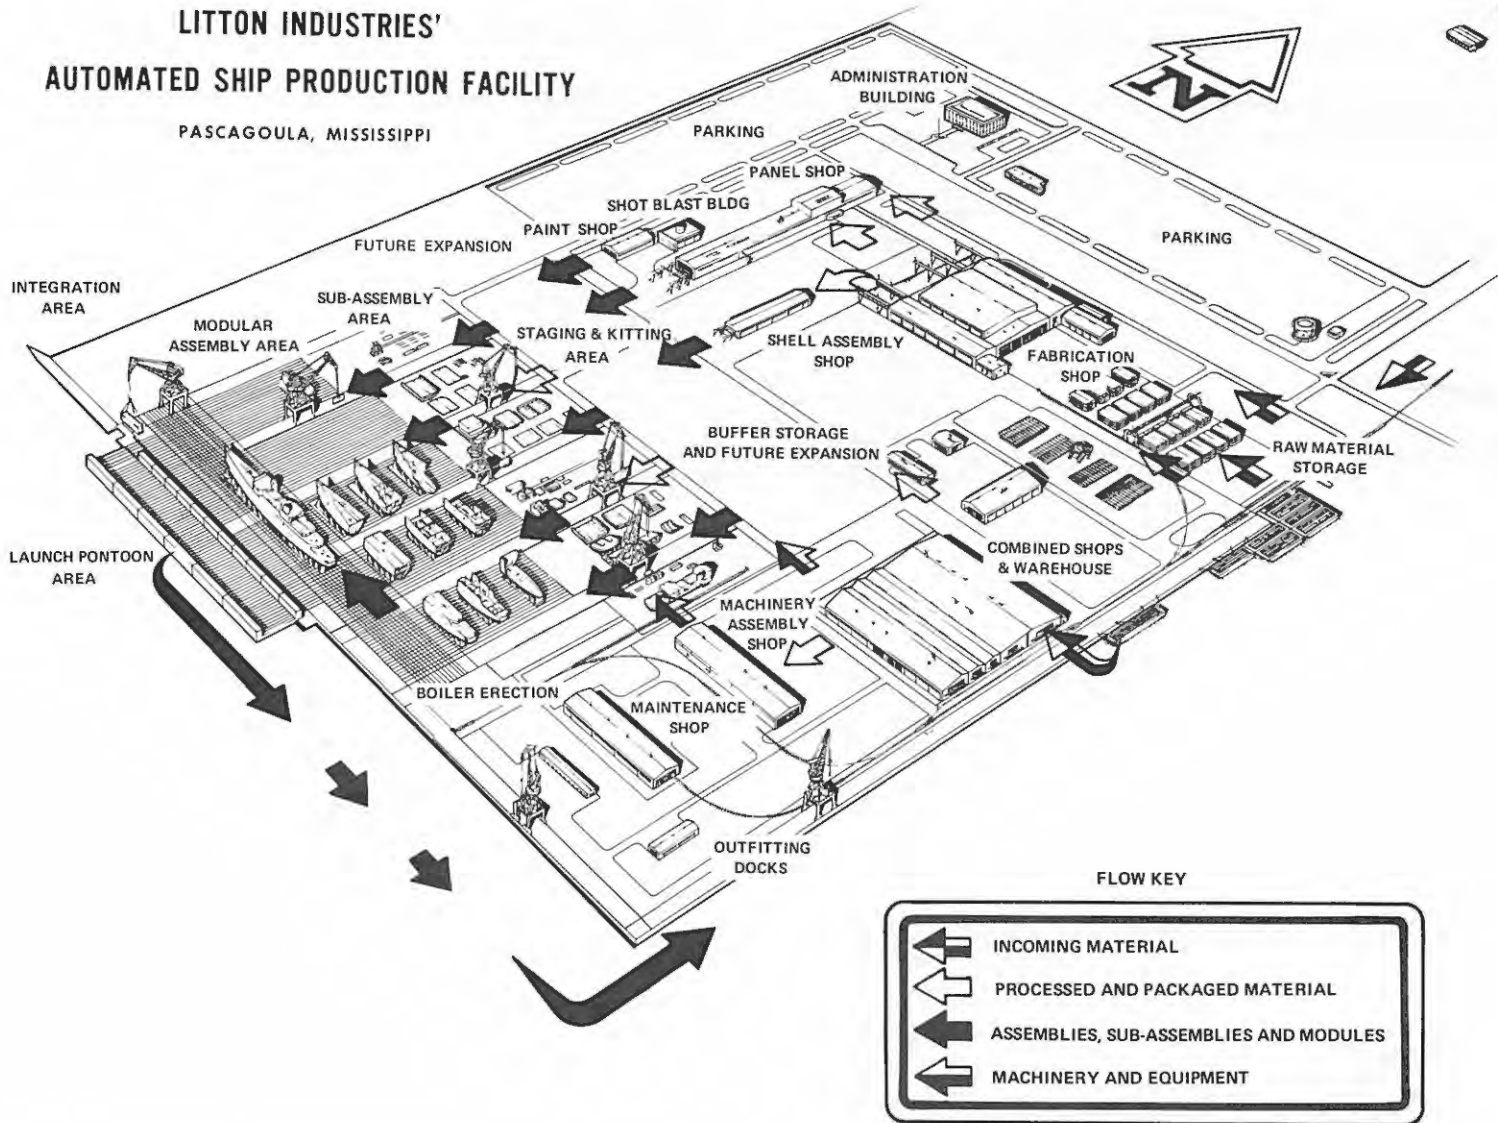 LITTON INDUSTRIES'
AUTOMATED SHIP PRODUCTION FACILITY
PASCAGOULA, MISSISSIPPI
N
ADMINISTRATION
BUILDING
PARKING
PANEL SHOP
SHOT BLAST BLDG
PAINT SHOP
FUTURE EXPANSION
PARKING
INTEGRATION
AREA
SUB-ASSEMBLY
AREA
MODULAR
ASSEMBLY AREA
STAGING & KITTING
AREA
SHELL ASSEMBLY
SHOP
FABRICATION
SHOP
BUFFER STORAGE
AND FUTURE EXPANSION
RAW MATERIAL
STORAGE
LAUNCH PONTOON
AREA
COMBINED SHOPS
& WAREHOUSE
MACHINERY
ASSEMBLY
SHOP
BOILER ERECTION
MAINTENANCE
SHOP
OUTFITTING
DOCKS
FLOW KEY
INCOMING MATERIAL
PROCESSED AND PACKAGED MATERIAL
ASSEMBLIES, SUB-ASSEMBLIES AND MODULES
MACHINERY AND EQUIPMENT